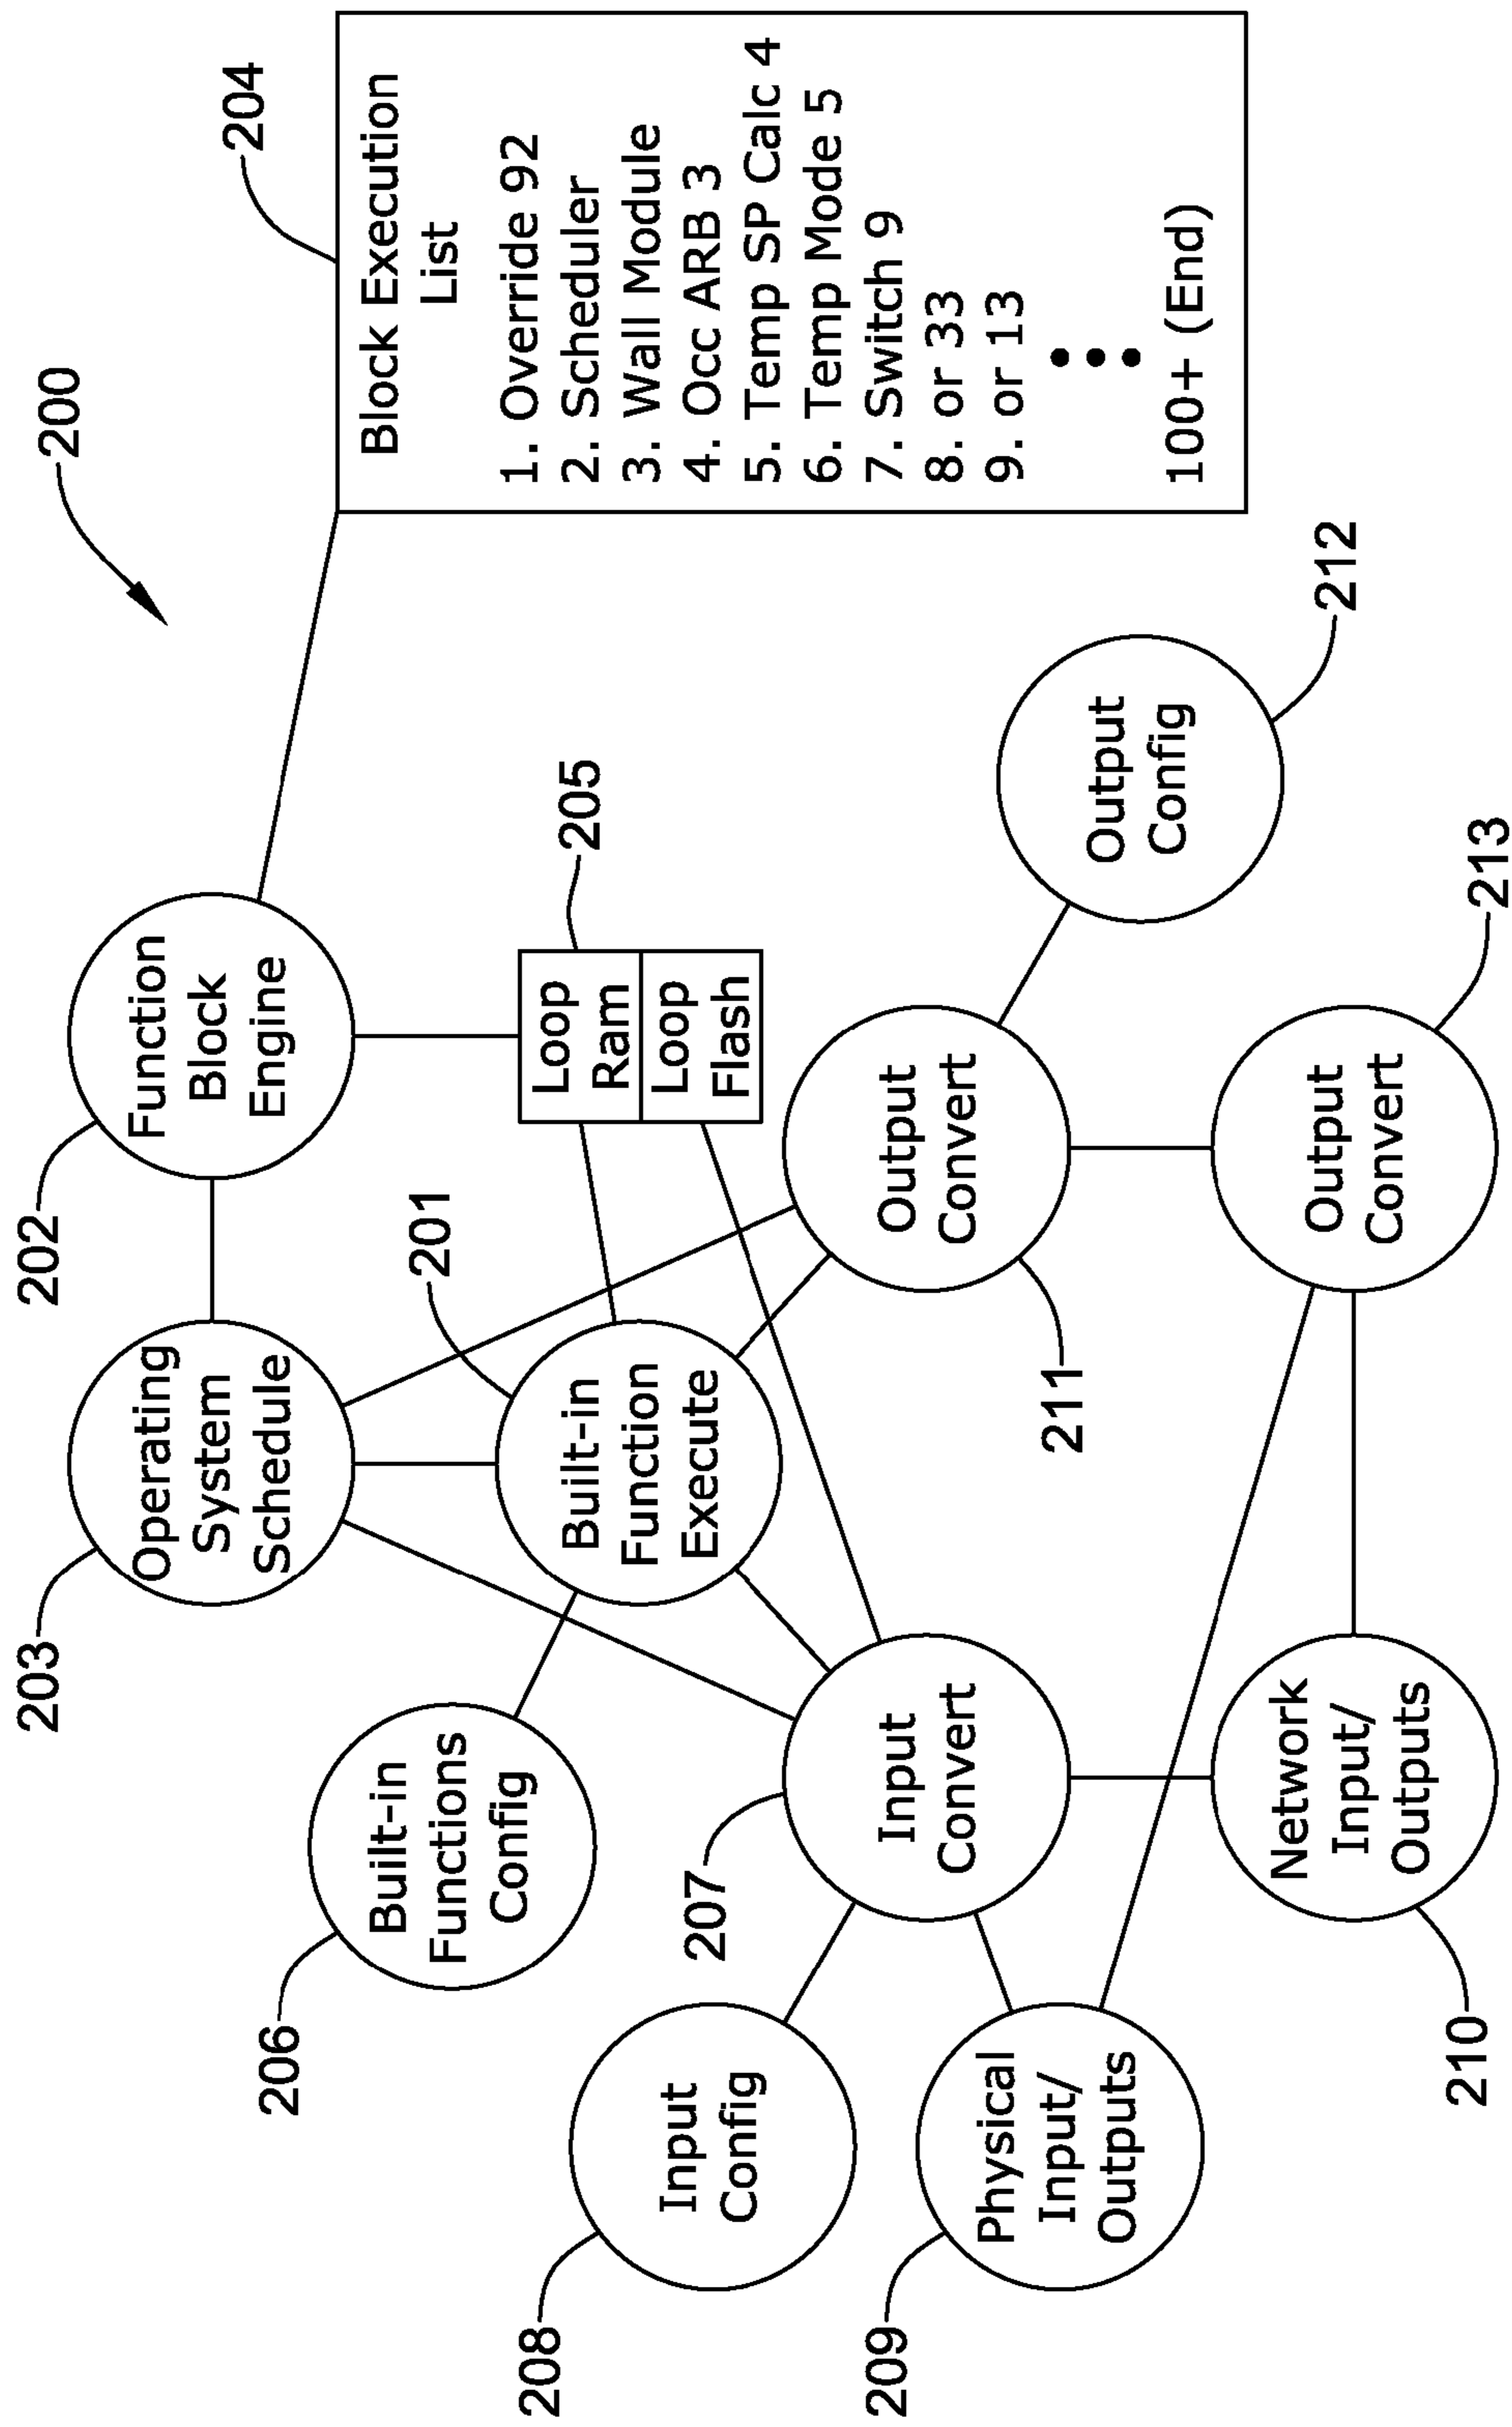 200
204
Block Execution
List
1. Override 92
2. Scheduler
3. Wall Module
4. Occ ARB 3
5. Temp SP Calc 4
6. Temp Mode 5
7. Switch 9
8. or 33
9. or 13
100+ (End)
203
Operating
System
Schedule
202
Function
Block
Engine
206
Built-in
Functions
Config
201
Built-in
Function
Execute
205
Loop
Ram
Loop
Flash
208
Input
Config
207
Input
Convert
211
Output
Convert
212
Output
Config
209
Physical
Input/
Outputs
210
Network
Input/
Outputs
213
Output
Convert